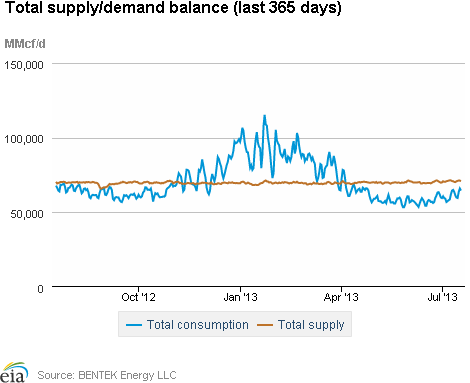 Total supply/demand balance (last 365 days)
MMcf/d
150,000
100,000
50,000
0
Oct '12 Jan '13 Apr '13 Jul '13
Total consumption Total supply
eia Source: BENTEK Energy LLC